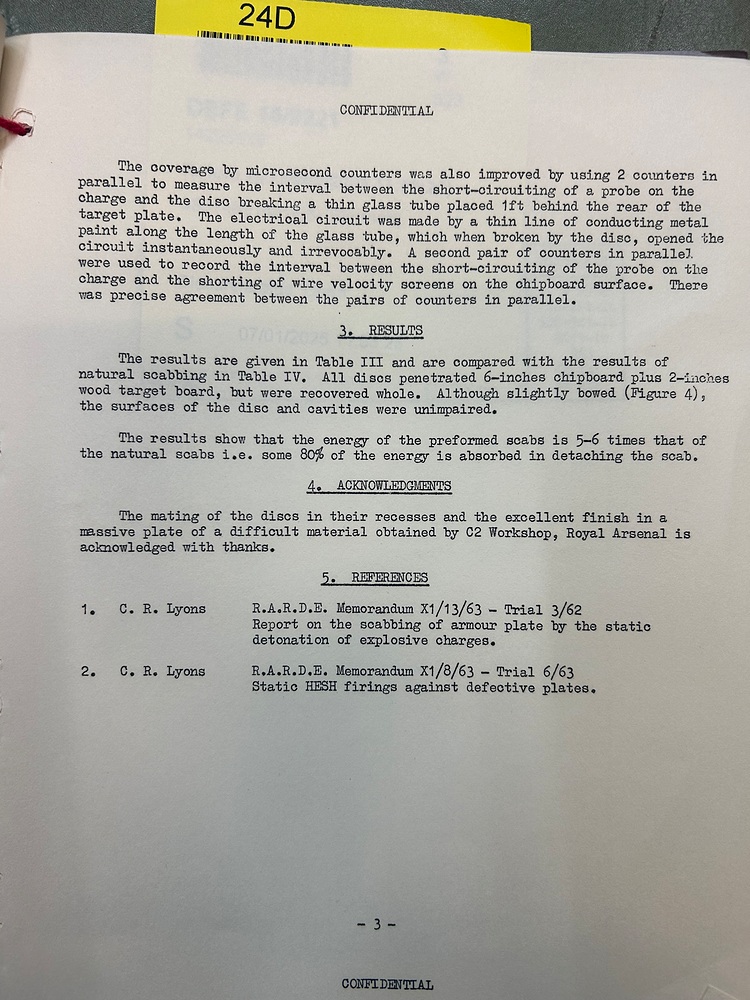 24D
CONFIDENTIAL
The coverage by microsecond counters was also improved by using 2 counters in
parallel to measure the interval between the short-circuiting of a probe on the
charge and the disc breaking a thin glass tube placed 1ft behind the rear of the
target plate. The electrical circuit was made by a thin line of conducting metal
paint along the length of the glass tube, which when broken by the disc, opened the
circuit instantaneously and irrevocably. A second pair of counters in parallel
were used to record the interval between the short-circuiting of the probe on the
charge and the shorting of wire velocity screens on the chipboard surface. There
was precise agreement between the pairs of counters in parallel.
3. RESULTS
The results are given in Table III and are compared with the results of
natural scabbing in Table IV. All discs penetrated 6-inches chipboard plus 2-inches
wood target board, but were recovered whole. Although slightly bowed (Figure 4),
the surfaces of the disc and cavities were unimpaired.
The results show that the energy of the preformed scabs is 5-6 times that of
the natural scabs i.e. some 80% of the energy is absorbed in detaching the scab.
4. ACKNOWLEDGMENTS
The mating of the discs in their recesses and the excellent finish in a
massive plate of a difficult material obtained by C2 Workshop, Royal Arsenal is
acknowledged with thanks.
5. REFERENCES
1. C. R. Lyons R.A.R.D.E. Memorandum X1/13/63 - Trial 3/62
Report on the scabbing of armour plate by the static
detonation of explosive charges.
2. C. R. Lyons R.A.R.D.E. Memorandum X1/8/63 - Trial 6/63
Static HESH firings against defective plates.
- 3 -
CONFIDENTIAL